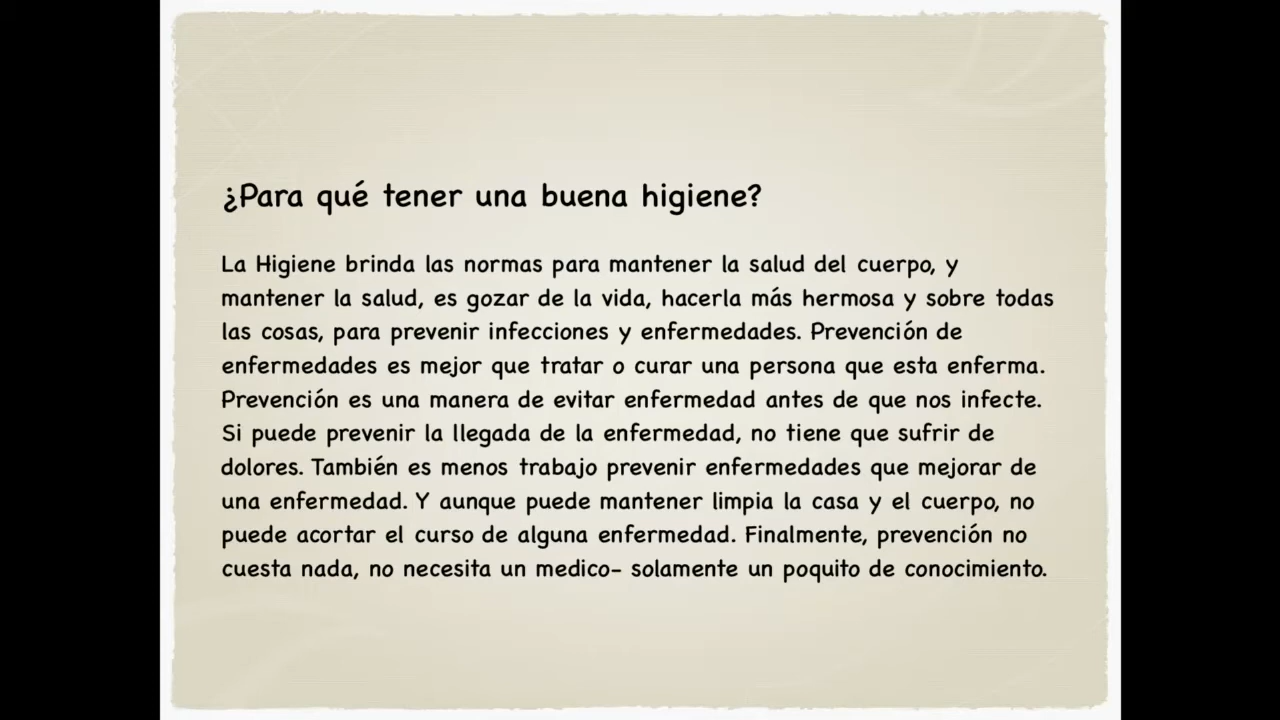 ¿Para qué tener una buena higiene?
La Higiene brinda las normas para mantener la salud del cuerpo, y
mantener la salud, es gozar de la vida, hacerla más hermosa y sobre todas
las cosas, para prevenir infecciones y enfermedades. Prevención de
enfermedades es mejor que tratar o curar una persona que esta enferma.
Prevención es una manera de evitar enfermedad antes de que nos infecte.
Si puede prevenir la llegada de la enfermedad, no tiene que sufrir de
dolores. También es menos trabajo prevenir enfermedades que mejorar de
una enfermedad. Y aunque puede mantener limpia la casa y el cuerpo, no
puede acortar el curso de alguna enfermedad. Finalmente, prevención no
cuesta nada, no necesita un medico- solamente un poquito de conocimiento.